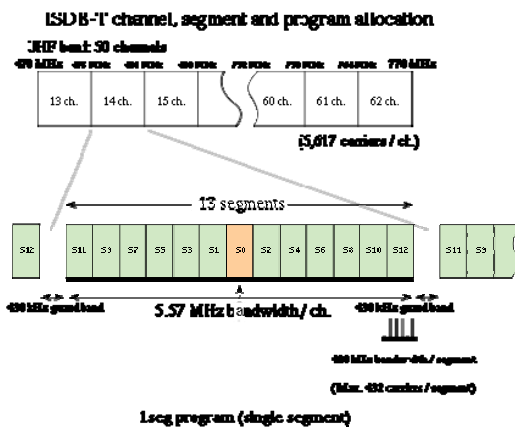 ISDB-T channel, segment and program allocation
UHF band: 50 channels
470 MHz 770 MHz
13 ch. 14 ch. 15 ch. 60 ch. 61 ch. 62 ch.
(5,617 carriers / ch.)
13 segments
S12 S11 S9 S7 S5 S3 S1 S0 S2 S4 S6 S8 S10 S12 S11 S9
430 kHz guard band 5.57 MHz bandwidth / ch. 430 kHz guard band
bandwidth / segment
(Max. 432 carriers / segment)
1seg program (single segment)